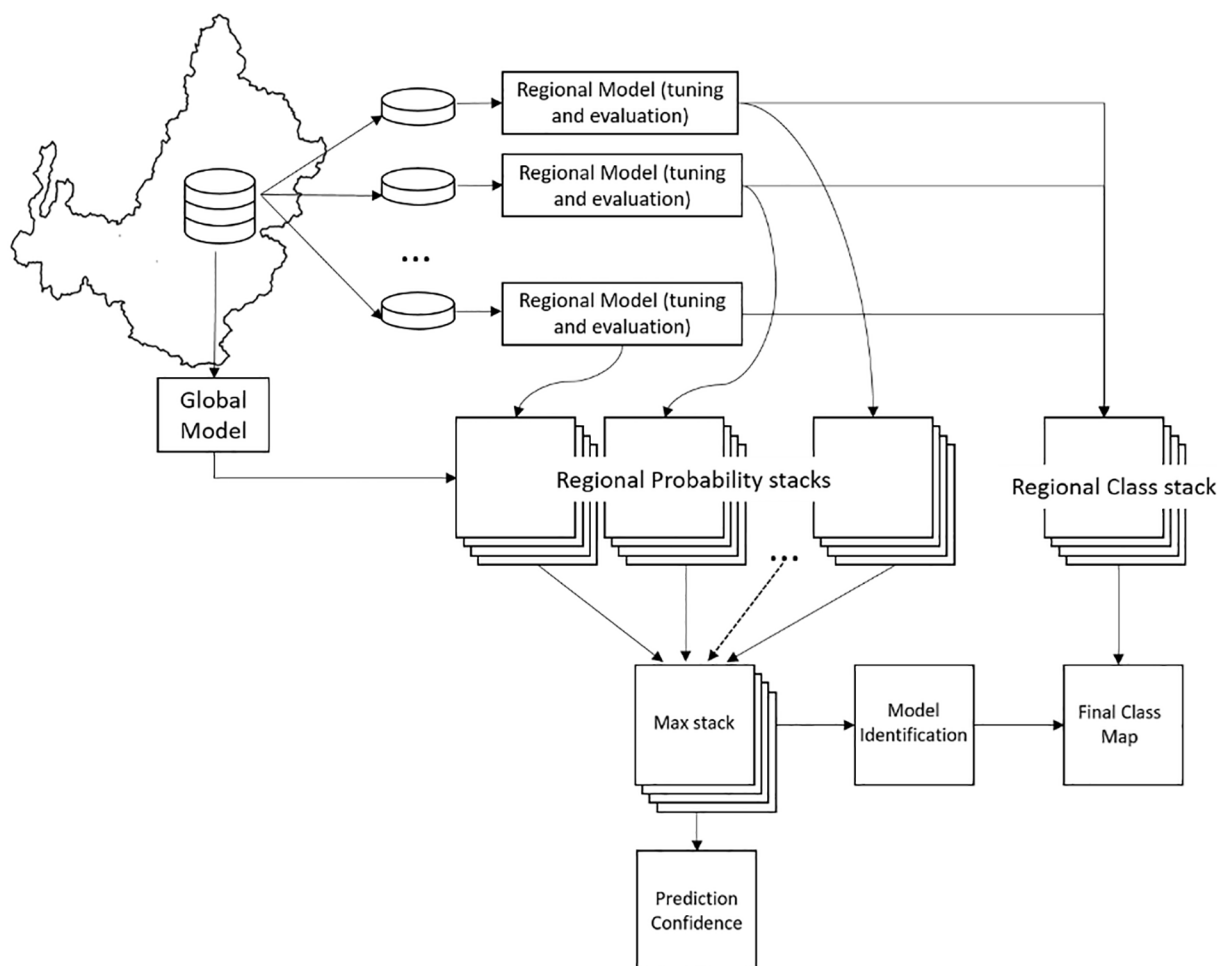 Regional Model (tuning
and evaluation)
Regional Model (tuning
and evaluation)
...
Regional Model (tuning
and evaluation)
Global
Model
Regional Probability stacks
Regional Class stack
...
Max stack
Model
Identification
Final Class
Map
Prediction
Confidence